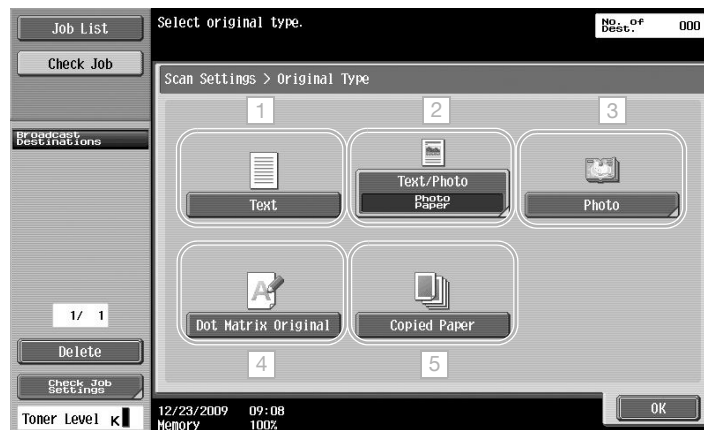 Job List
Check Job
Broadcast
Destinations
1/ 1
Delete
Check Job
Settings
Toner Level K
Select original type.
No. of
Dest. 000
Scan Settings > Original Type
1
2
3
Text
Text/Photo
Photo
Paper
Photo
Dot Matrix Original
Copied Paper
4
5
12/23/2009 09:08
Memory 100%
OK